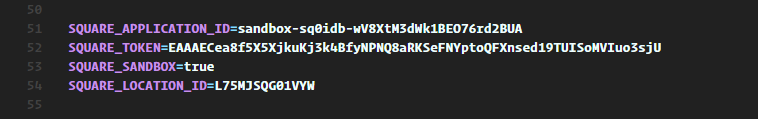 50
51 SQUARE_APPLICATION_ID=sandbox-sq0idb-wV8XtM3dWk1BEO76rd2BUA
52 SQUARE_TOKEN=EAAAECea8f5X5XjkuKj3k4BfyNPNQ8aRKSeFNYptoQFXnsed19TUISoMVIuo3sjU
53 SQUARE_SANDBOX=true
54 SQUARE_LOCATION_ID=L75MJSQG01VYW
55